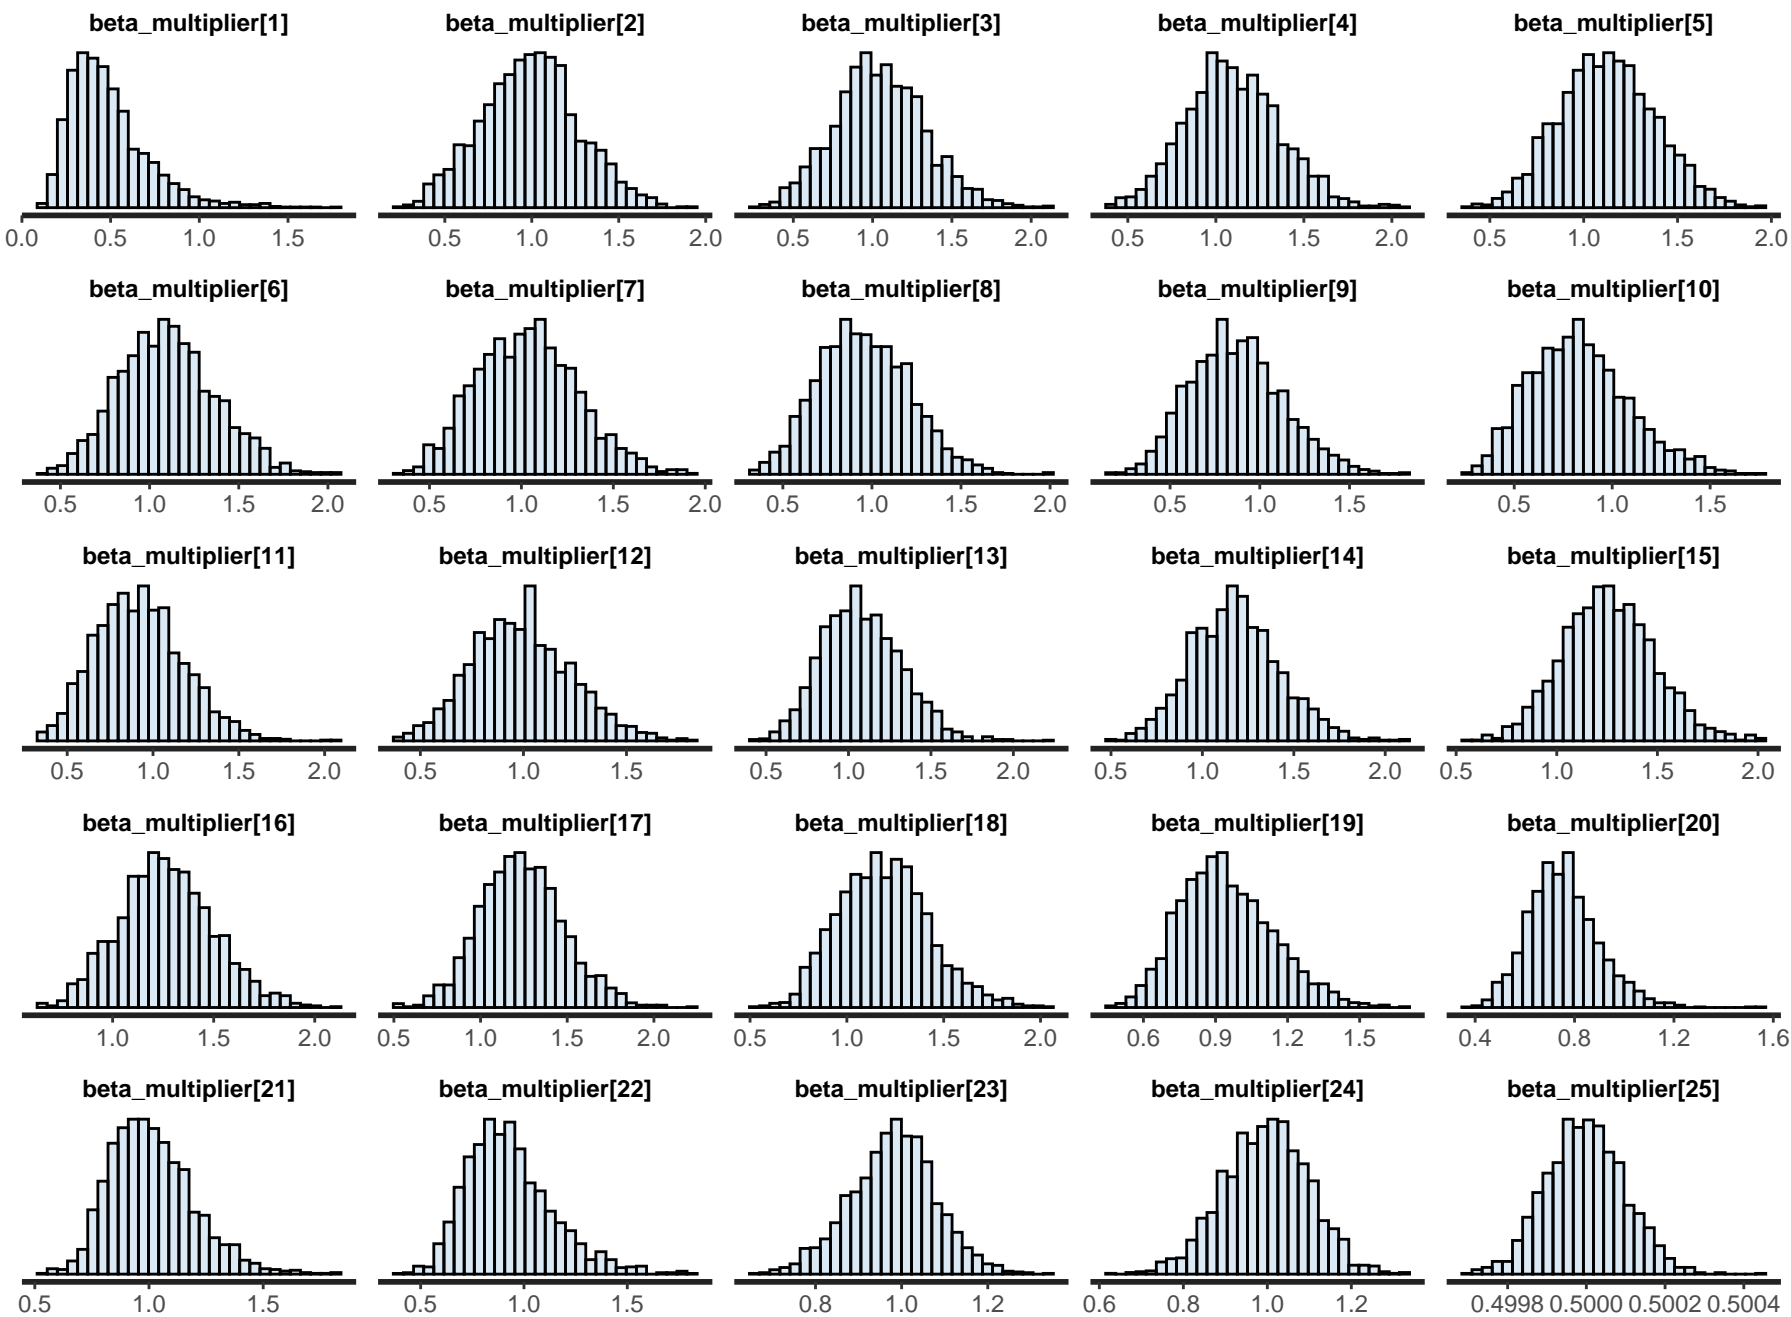 beta_multiplier[1] beta_multiplier[2] beta_multiplier[3] beta_multiplier[4] beta_multiplier[5]
0.0 0.5 1.0 1.5 0.5 1.0 1.5 2.0 0.5 1.0 1.5 2.0 0.5 1.0 1.5 2.0 0.5 1.0 1.5 2.0
beta_multiplier[6] beta_multiplier[7] beta_multiplier[8] beta_multiplier[9] beta_multiplier[10]
0.5 1.0 1.5 2.0 0.5 1.0 1.5 2.0 0.5 1.0 1.5 2.0 0.5 1.0 1.5 0.5 1.0 1.5
beta_multiplier[11] beta_multiplier[12] beta_multiplier[13] beta_multiplier[14] beta_multiplier[15]
0.5 1.0 1.5 2.0 0.5 1.0 1.5 0.5 1.0 1.5 2.0 0.5 1.0 1.5 2.0 0.5 1.0 1.5 2.0
beta_multiplier[16] beta_multiplier[17] beta_multiplier[18] beta_multiplier[19] beta_multiplier[20]
1.0 1.5 2.0 0.5 1.0 1.5 2.0 0.5 1.0 1.5 2.0 0.6 0.9 1.2 1.5 0.4 0.8 1.2 1.6
beta_multiplier[21] beta_multiplier[22] beta_multiplier[23] beta_multiplier[24] beta_multiplier[25]
0.5 1.0 1.5 0.5 1.0 1.5 0.8 1.0 1.2 0.6 0.8 1.0 1.2 0.4998 0.5000 0.5002 0.5004